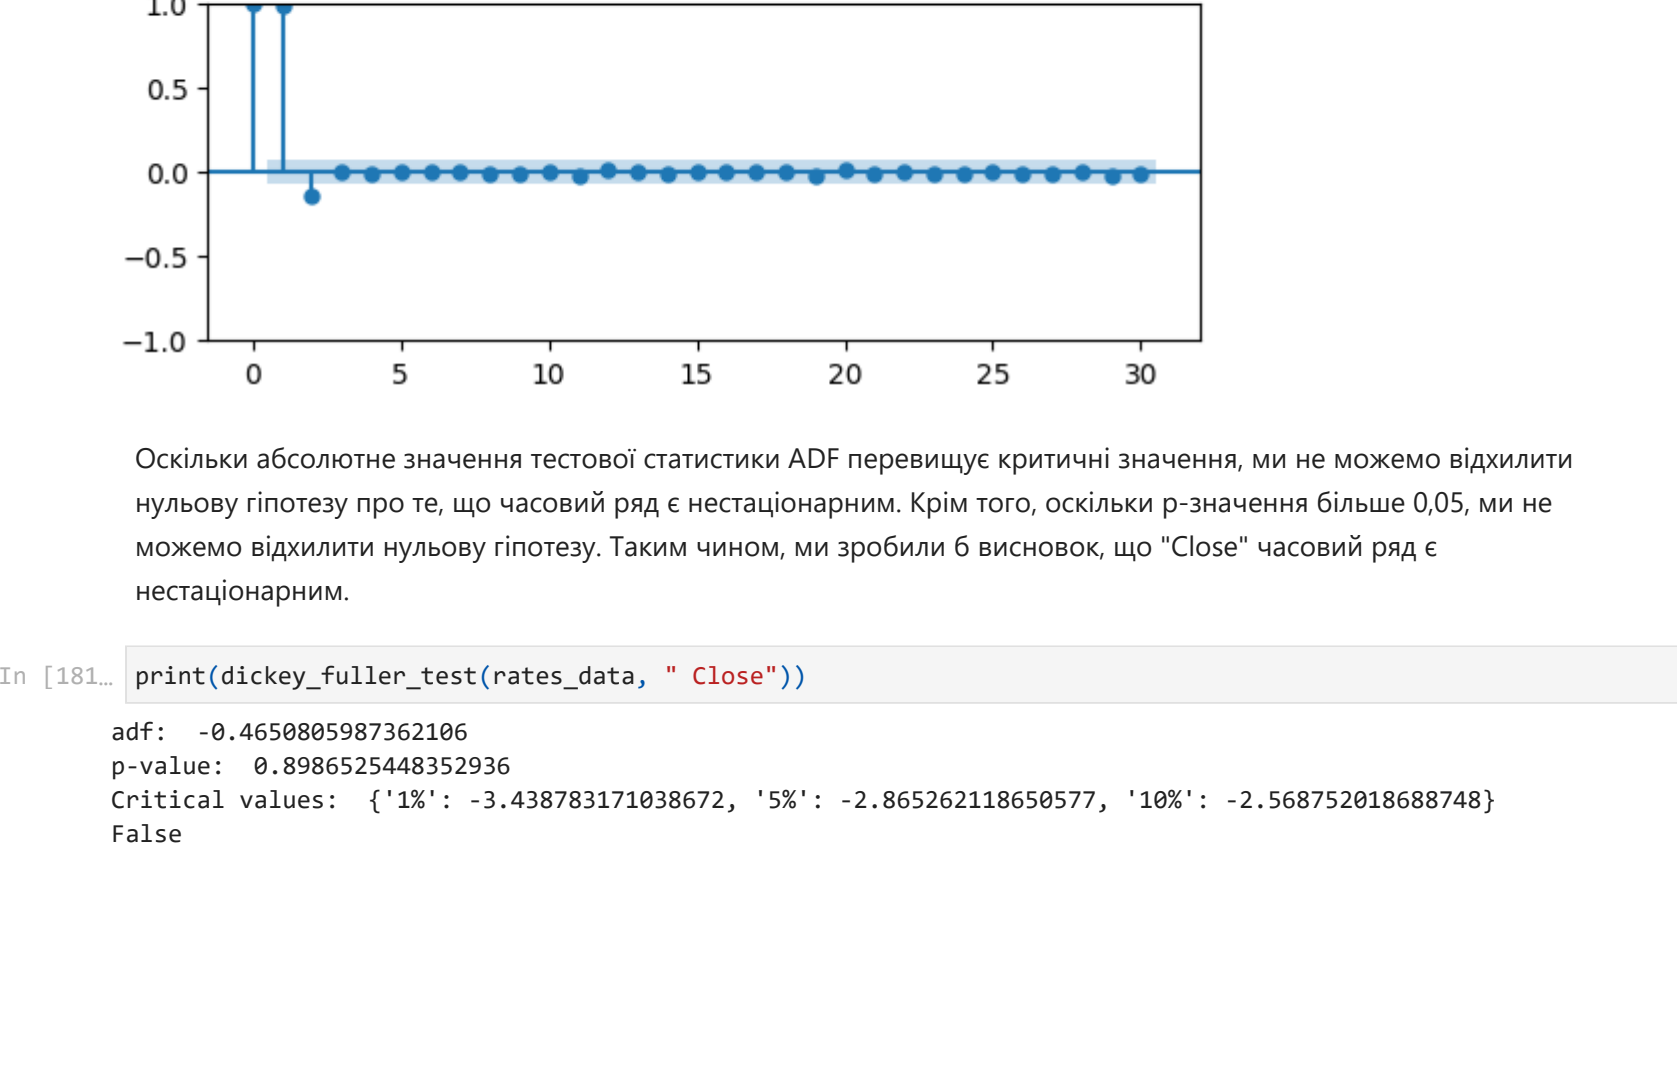 1.0
0.5
0.0
−0.5
−1.0
0 5 10 15 20 25 30
Оскільки абсолютне значення тестової статистики ADF перевищує критичні значення, ми не можемо відхилити
нульову гіпотезу про те, що часовий ряд є нестаціонарним. Крім того, оскільки p-значення більше 0,05, ми не
можемо відхилити нульову гіпотезу. Таким чином, ми зробили б висновок, що "Close" часовий ряд є
нестаціонарним.
In [181… print(dickey_fuller_test(rates_data, " Close"))
adf:  -0.4650805987362106
p-value:  0.8986525448352936
Critical values:  {'1%': -3.438783171038672, '5%': -2.865262118650577, '10%': -2.568752018688748}
False